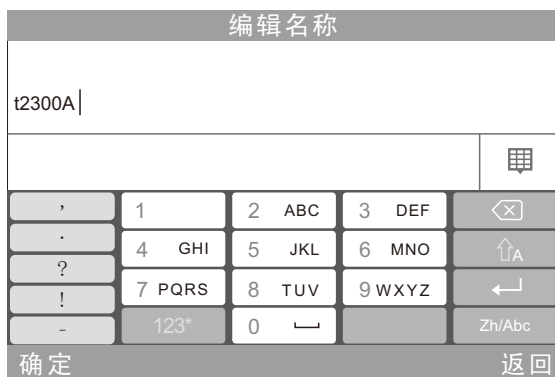 编辑名称
t2300A
,
1
2 ABC
3 DEF
.
4 GHI
5 JKL
6 MNO
A
?
7 PQRS
8 TUV
9 WXYZ
!
-
123*
0
Zh/Abc
确定
返回